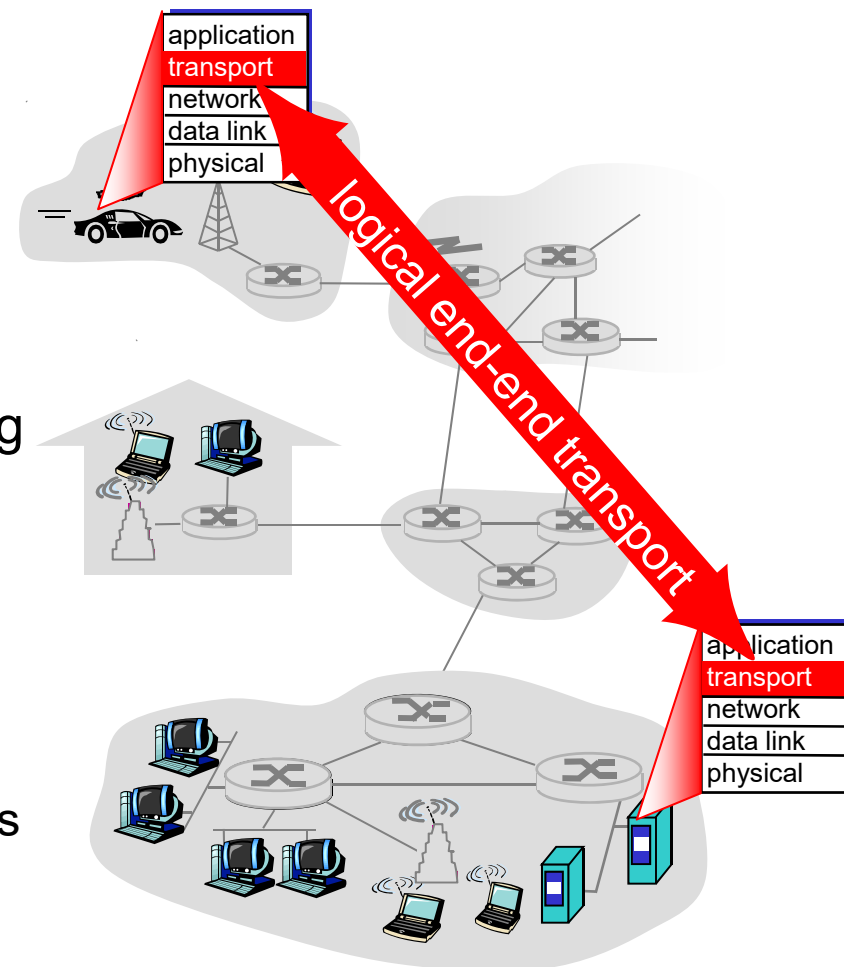 application
transport
network
data link
physical
logical end-end transport
g
application
transport
network
data link
physical
s